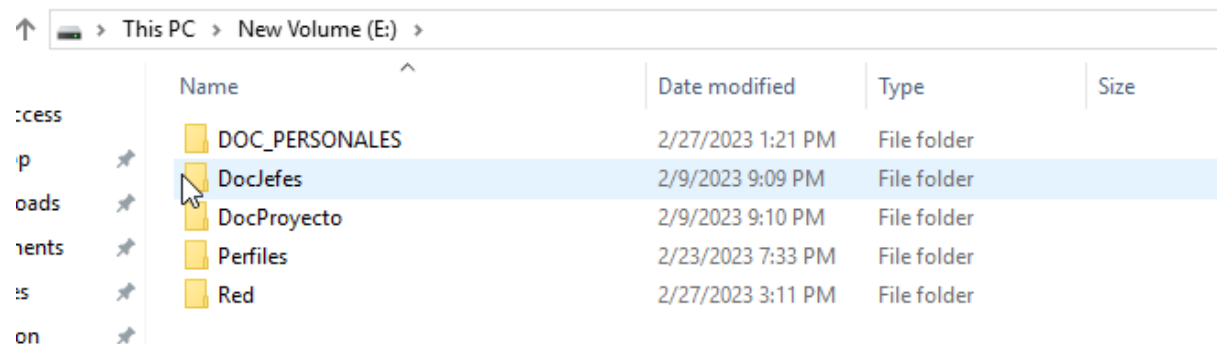 This PC > New Volume (E:) >
Name Date modified Type Size
DOC_PERSONALES 2/27/2023 1:21 PM File folder
DocJefes 2/9/2023 9:09 PM File folder
DocProyecto 2/9/2023 9:10 PM File folder
Perfiles 2/23/2023 7:33 PM File folder
Red 2/27/2023 3:11 PM File folder